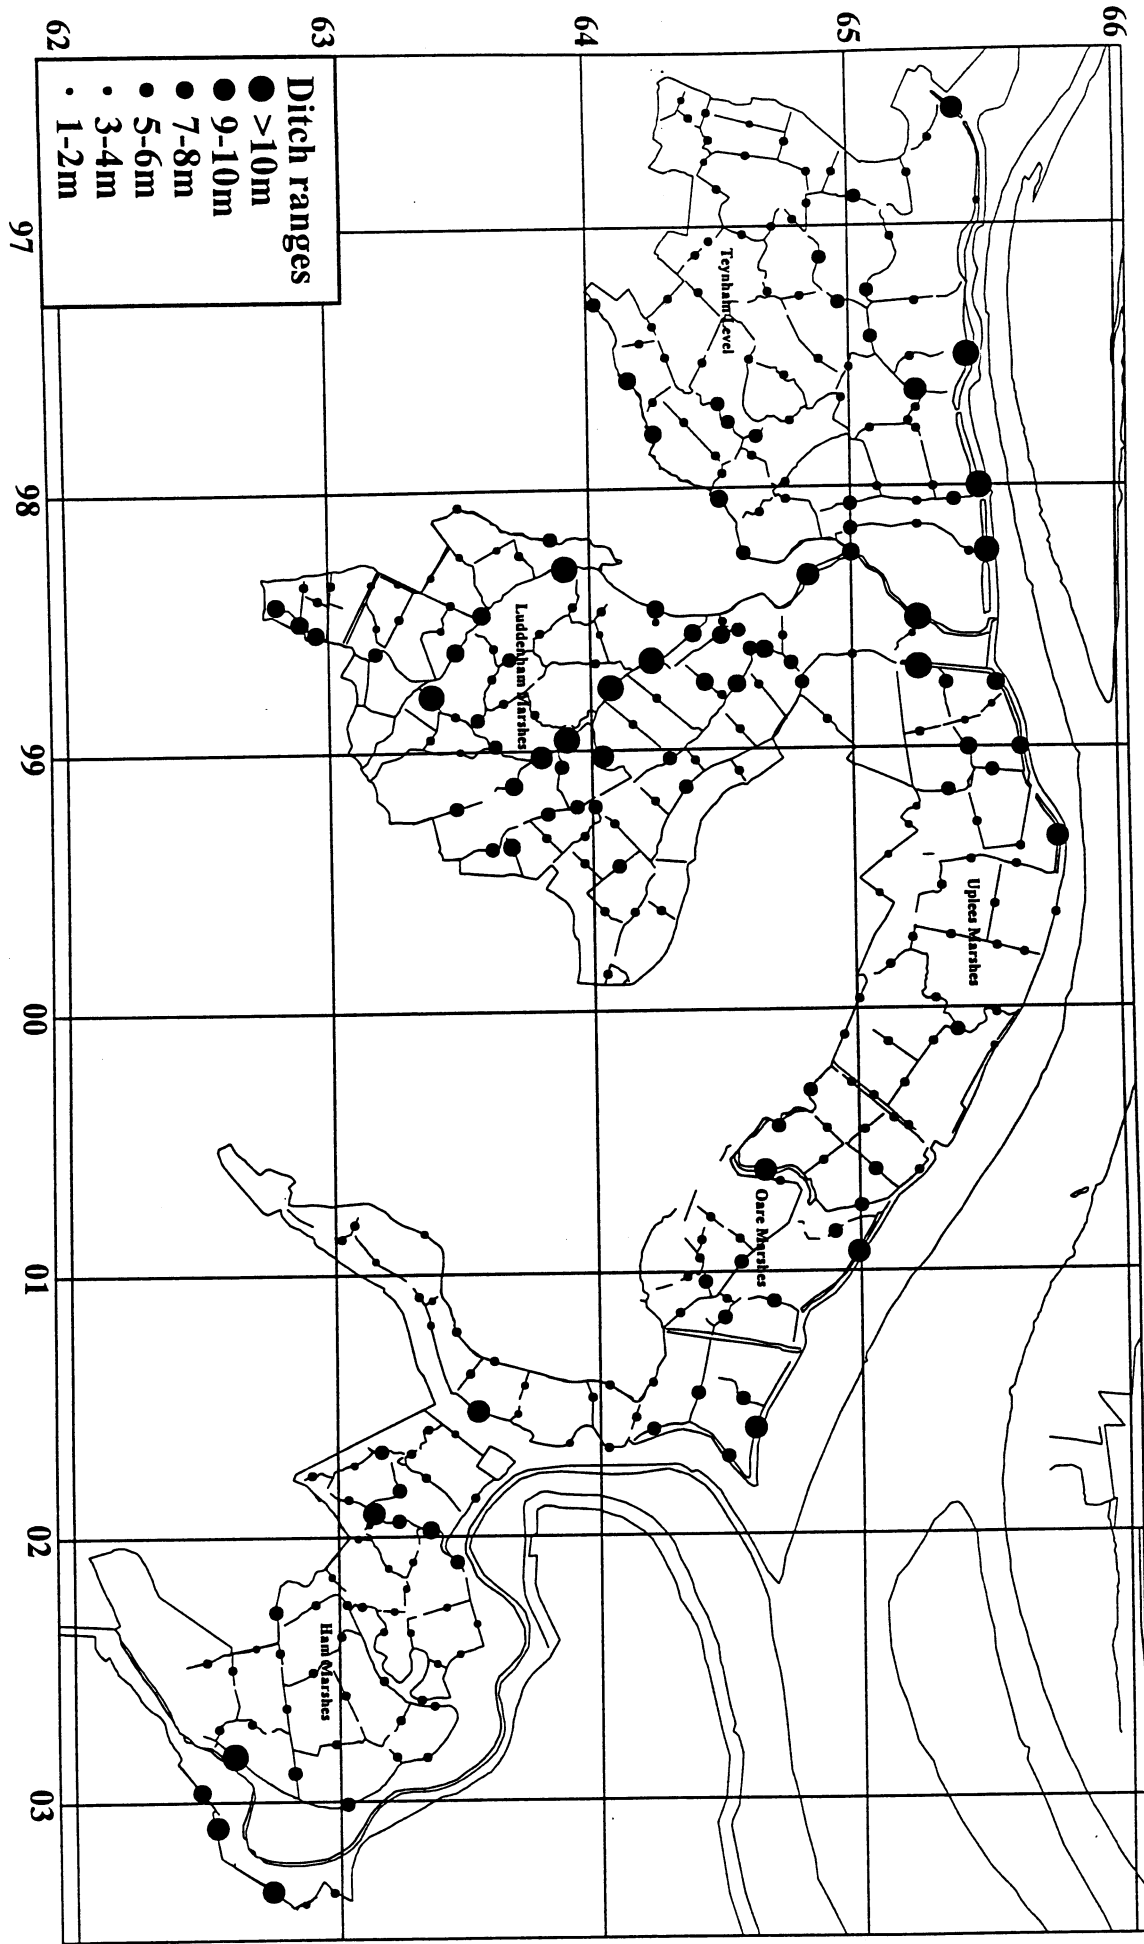 62
63
64
65
66
Ditch ranges
>10m
9-10m
7-8m
5-6m
3-4m
1-2m
97
98
99
00
01
02
03
Teynham Level
Luddenham Marshes
Uplees Marshes
Oare Marshes
Ham Marshes